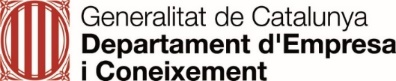 Generalitat de Catalunya
Departament d'Empresa
i Coneixement